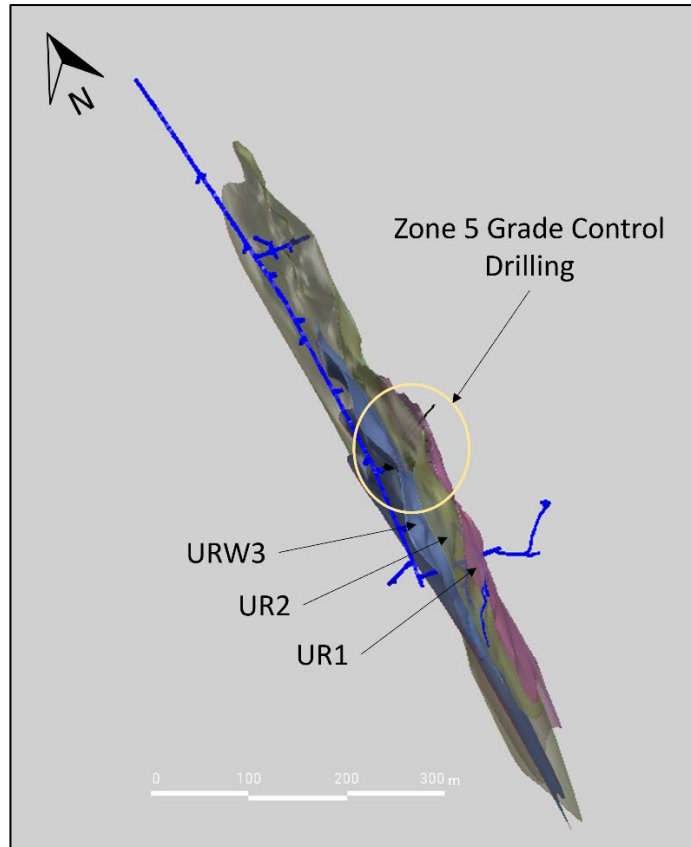 N
Zone 5 Grade Control
Drilling
URW3
UR2
UR1
0 100 200 300 m